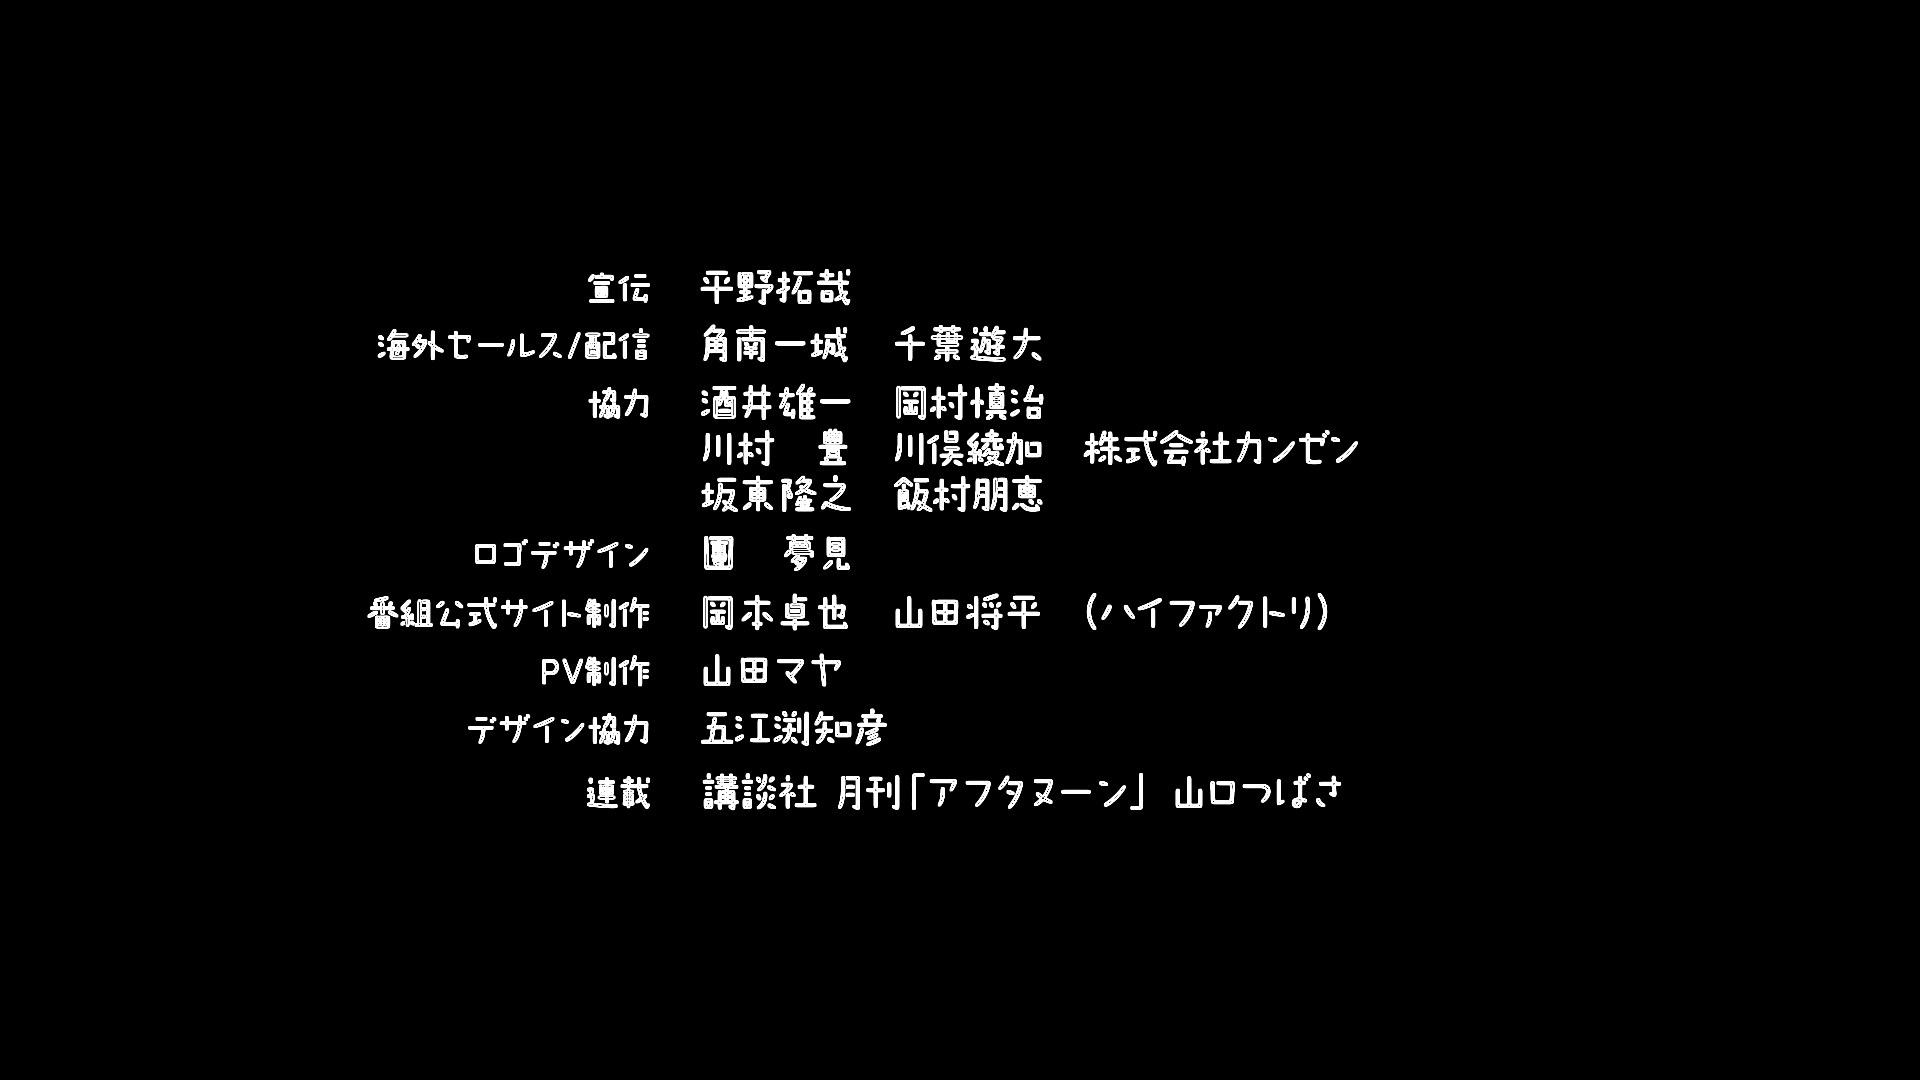 宣伝　平野拓哉
海外セールス/配信　角南一城　千葉遊大
協力　酒井雄一　岡村慎治
川村　豊　川俣綾加　株式会社カンゼン
坂東隆之　飯村朋恵
ロゴデザイン　團　夢見
番組公式サイト制作　岡本卓也　山田将平　(ハイファクトリ)
PV制作　山田マヤ
デザイン協力　五江渕知彦
連載　講談社 月刊「アフタヌーン」　山口つばさ